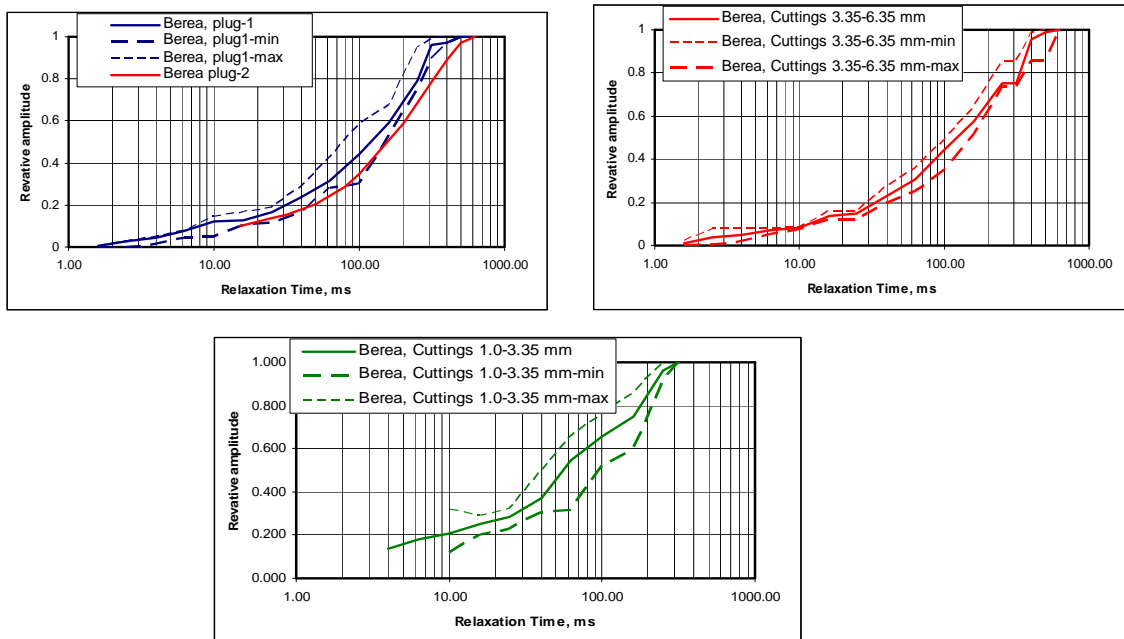 Berea, plug-1
Berea, plug1-min
Berea, plug1-max
Berea plug-2
Revative amplitude
1
0.8
0.6
0.4
0.2
0
1.00 10.00 100.00 1000.00
Relaxation Time, ms
Berea, Cuttings 3.35-6.35 mm
Berea, Cuttings 3.35-6.35 mm-min
Berea, Cuttings 3.35-6.35 mm-max
Revative amplitude
1
0.8
0.6
0.4
0.2
0
1.00 10.00 100.00 1000.00
Relaxation Time, ms
Berea, Cuttings 1.0-3.35 mm
Berea, Cuttings 1.0-3.35 mm-min
Berea, Cuttings 1.0-3.35 mm-max
Revative amplitude
1.000
0.800
0.600
0.400
0.200
0.000
1.00 10.00 100.00 1000.00
Relaxation Time, ms